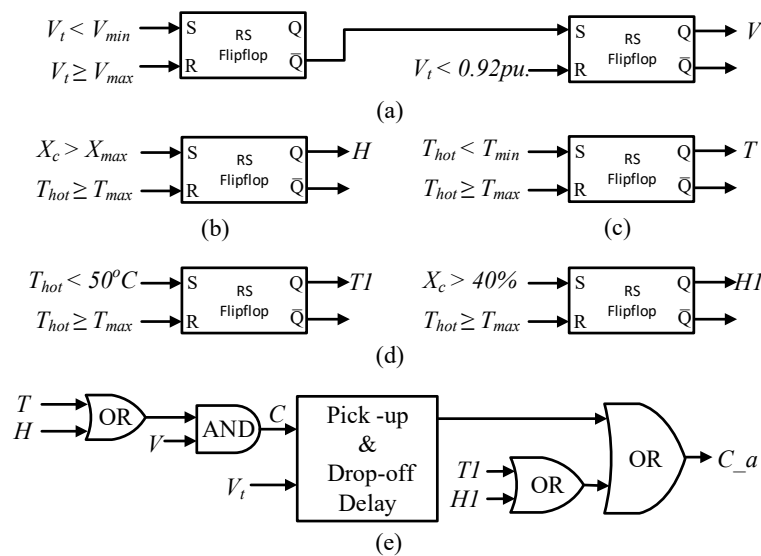 V_t < V_min
S
RS
Flipflop
Q
V_t ≥ V_max
R
Q̅
S
RS
Flipflop
Q
V
V_t < 0.92pu.
R
Q̅
(a)
X_c > X_max
S
RS
Flipflop
Q
H
T_hot ≥ T_max
R
Q̅
(b)
T_hot < T_min
S
RS
Flipflop
Q
T
T_hot ≥ T_max
R
Q̅
(c)
T_hot < 50°C
S
RS
Flipflop
Q
T1
T_hot ≥ T_max
R
Q̅
X_c > 40%
S
RS
Flipflop
Q
H1
T_hot ≥ T_max
R
Q̅
(d)
T
H
OR
V
AND
C
V_t
Pick -up
&
Drop-off
Delay
T1
H1
OR
OR
C_a
(e)